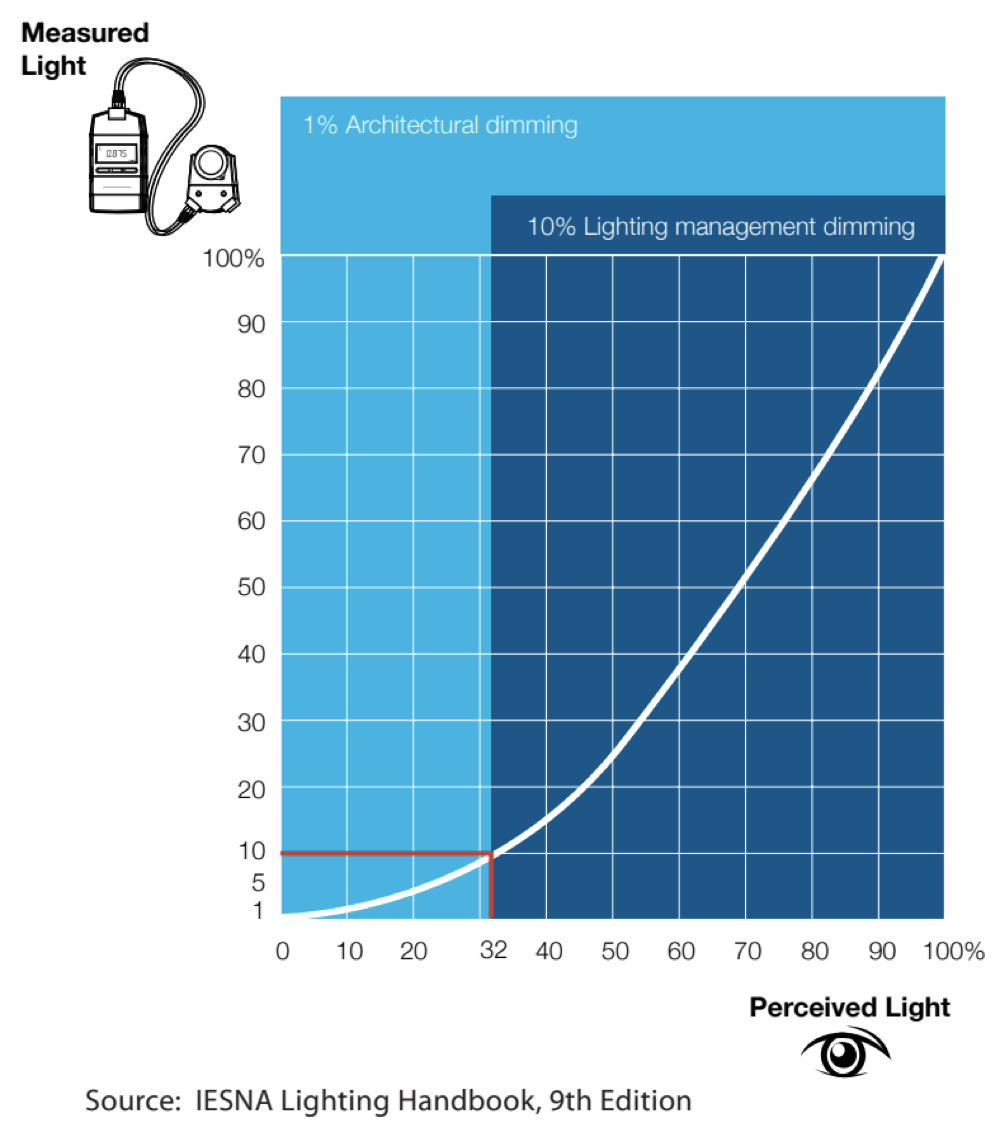 Measured
Light
0.875
1% Architectural dimming
10% Lighting management dimming
100%
90
80
70
60
50
40
30
20
10
5
1
0 10 20 32 40 50 60 70 80 90 100%
Perceived Light
Source: IESNA Lighting Handbook, 9th Edition